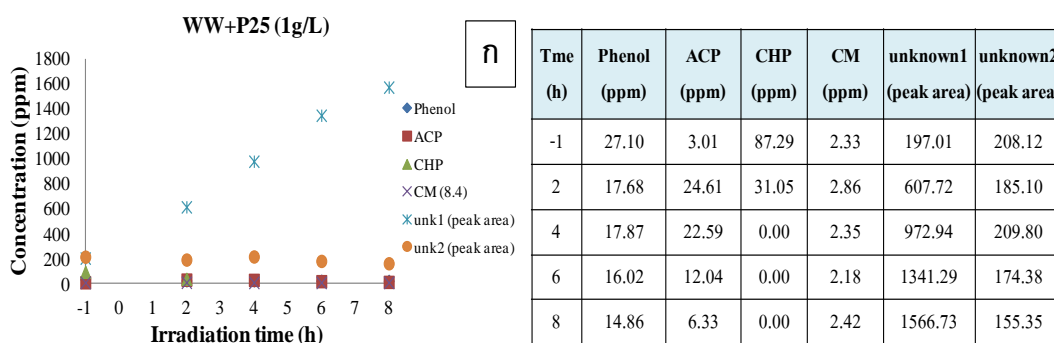 WW+P25 (1g/L)
Concentration (ppm)
1800
1600
1400
1200
1000
800
600
400
200
0
-1 0 1 2 3 4 5 6 7 8
Irradiation time (h)
Phenol
ACP
CHP
CM (8.4)
unk1 (peak area)
unk2 (peak area)
ก
Tme Phenol ACP CHP CM unknown1 unknown2
(h) (ppm) (ppm) (ppm) (ppm) (peak area) (peak area)
-1 27.10 3.01 87.29 2.33 197.01 208.12
2 17.68 24.61 31.05 2.86 607.72 185.10
4 17.87 22.59 0.00 2.35 972.94 209.80
6 16.02 12.04 0.00 2.18 1341.29 174.38
8 14.86 6.33 0.00 2.42 1566.73 155.35